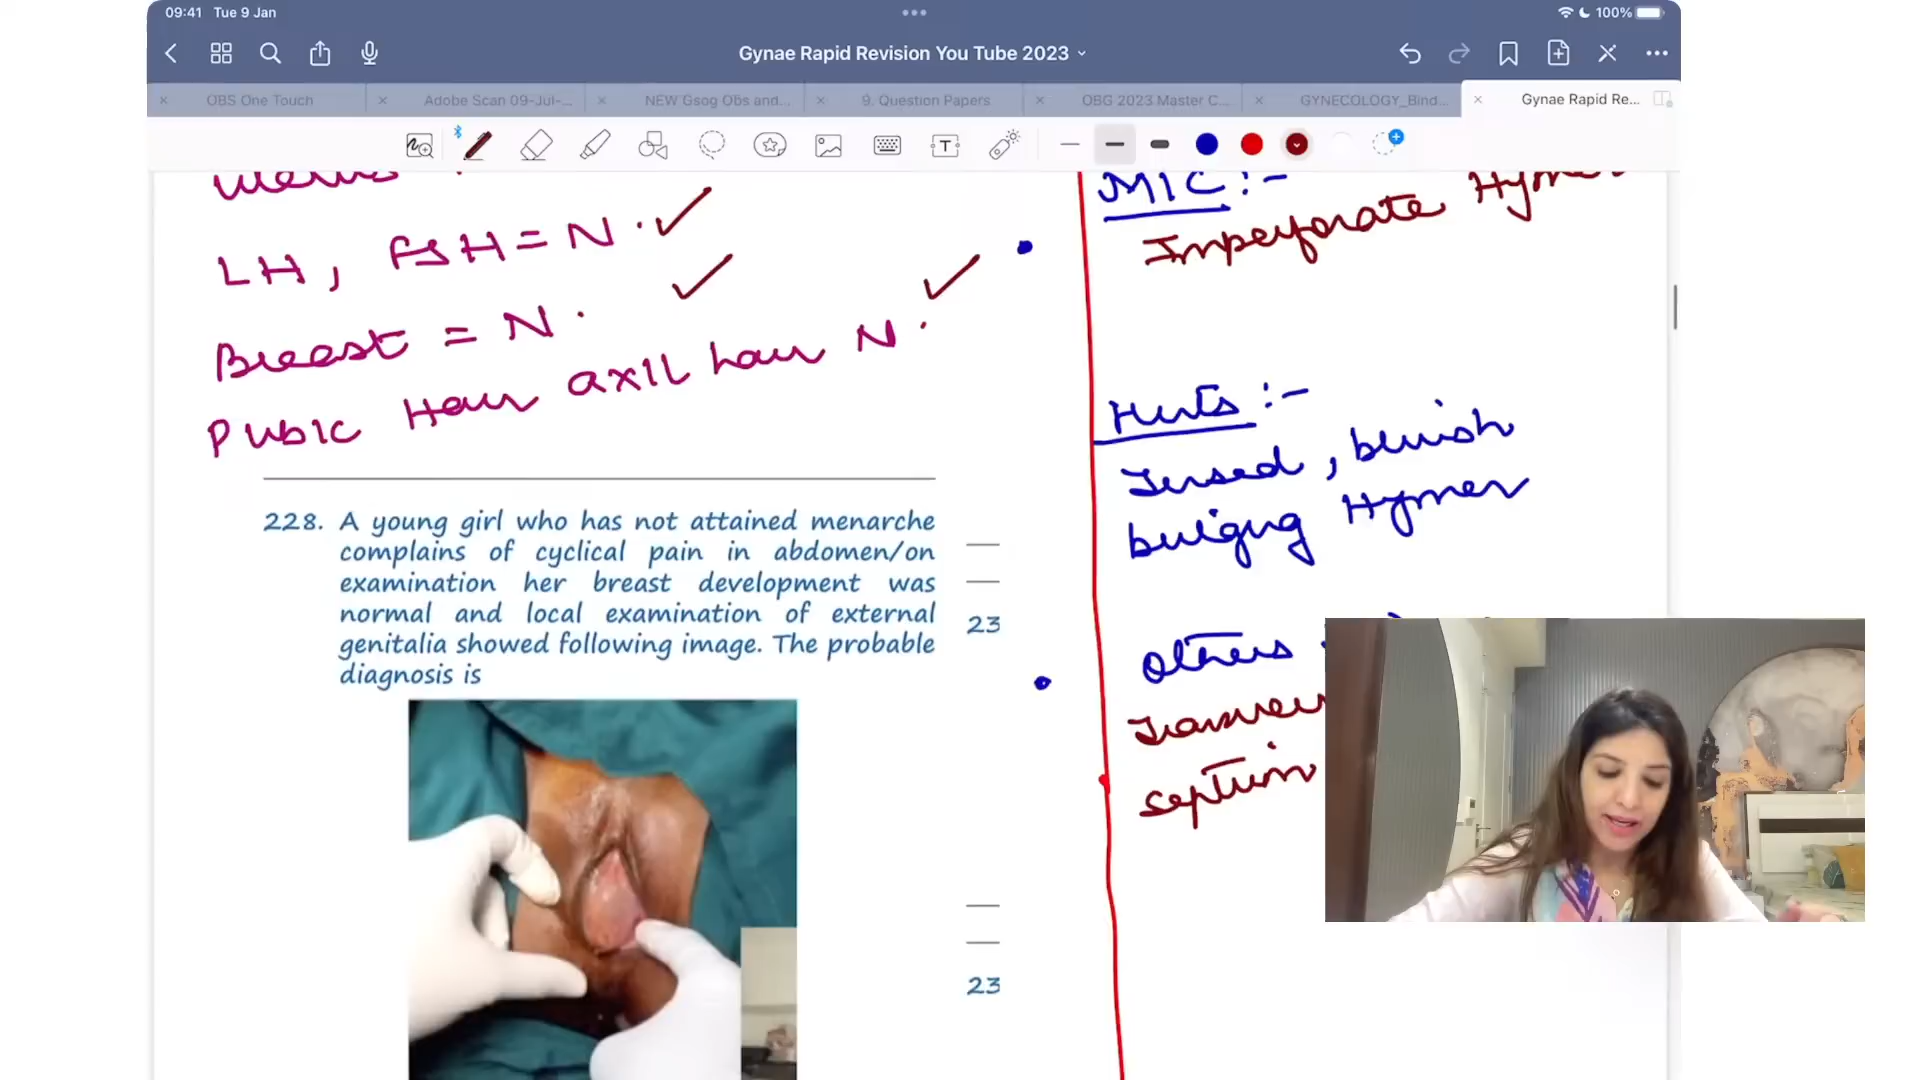 09:41 Tue 9 Jan
100%
Gynae Rapid Revision You Tube 2023
OBS One Touch
Adobe Scan 09-Jul-...
NEW Gsog Obs and...
9. Question Papers
OBG 2023 Master C...
GYNECOLOGY_Bind...
Gynae Rapid Re...
LH, FSH = N.
Breast = N.
Pubic Hair axil hair N.
228. A young girl who has not attained menarche
complains of cyclical pain in abdomen/on
examination her breast development was
normal and local examination of external
genitalia showed following image. The probable
diagnosis is
23
23
MIC:-
Imperforate
Hints:-
Tensed, bluish
bulging Hymen
others
septum